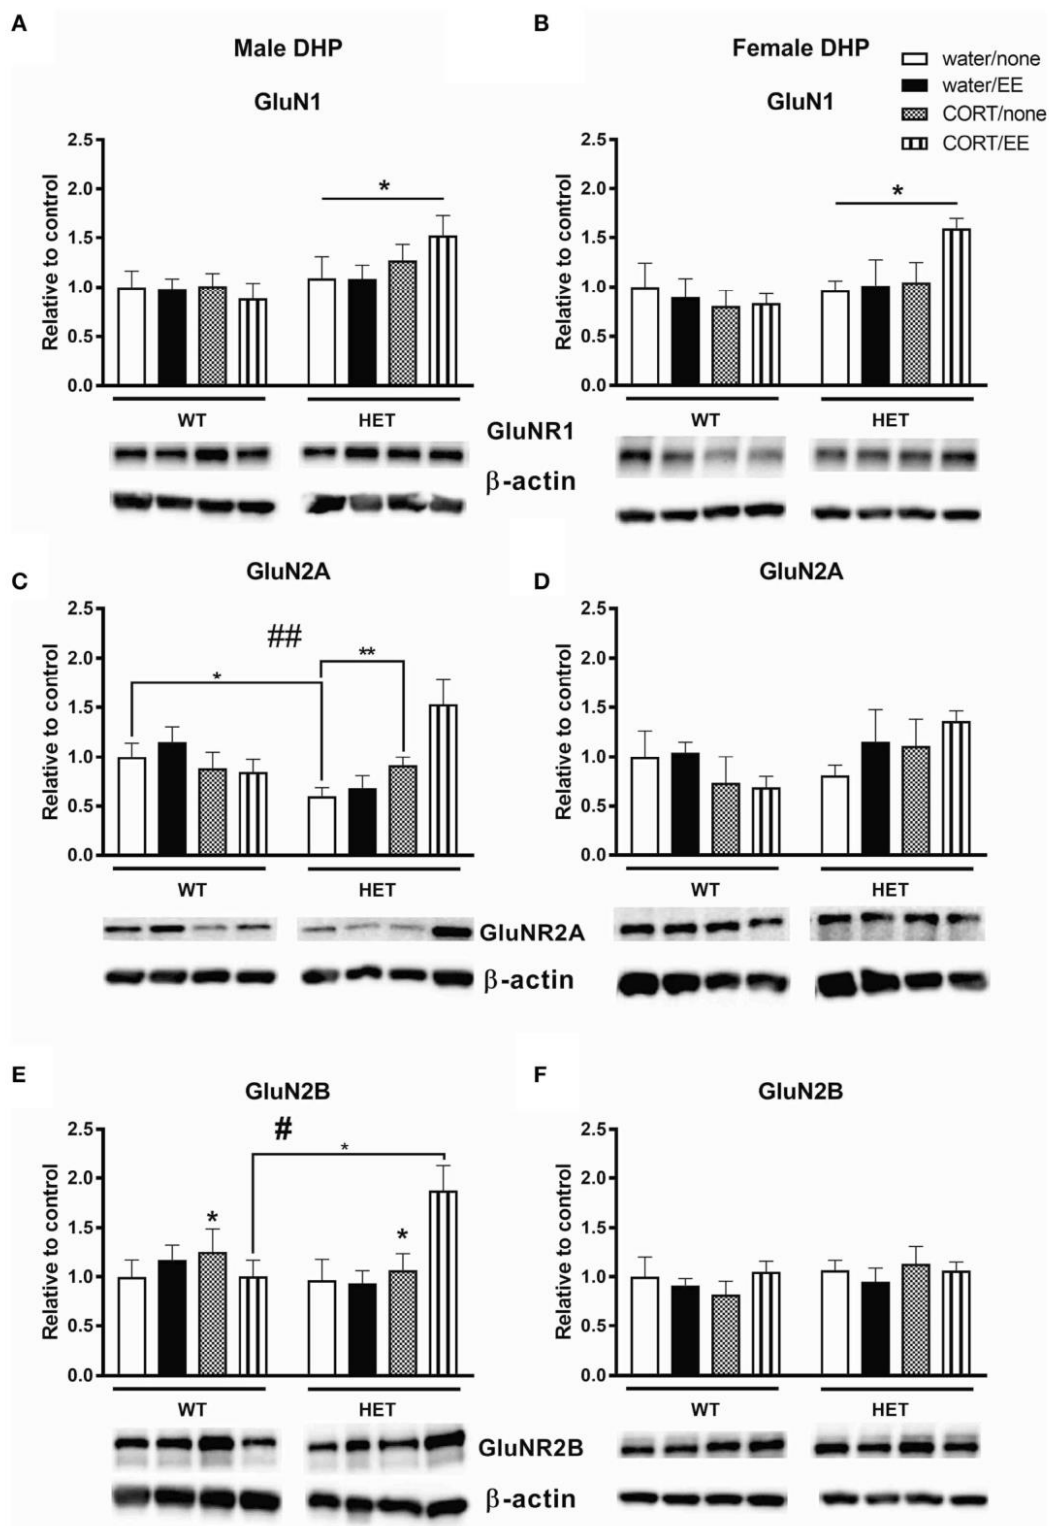 A
Male DHP
GluN1
2.5
2.0
1.5
1.0
0.5
0.0
Relative to control
*
WT
HET
B
Female DHP
GluN1
water/none
water/EE
CORT/none
CORT/EE
2.5
2.0
1.5
1.0
0.5
0.0
Relative to control
*
WT
HET
GluNR1
β-actin
C
GluN2A
2.5
2.0
1.5
1.0
0.5
0.0
Relative to control
##
*
**
WT
HET
D
GluN2A
2.5
2.0
1.5
1.0
0.5
0.0
Relative to control
WT
HET
GluNR2A
β-actin
E
GluN2B
2.5
2.0
1.5
1.0
0.5
0.0
Relative to control
#
*
*
*
WT
HET
F
GluN2B
2.5
2.0
1.5
1.0
0.5
0.0
Relative to control
WT
HET
GluNR2B
β-actin